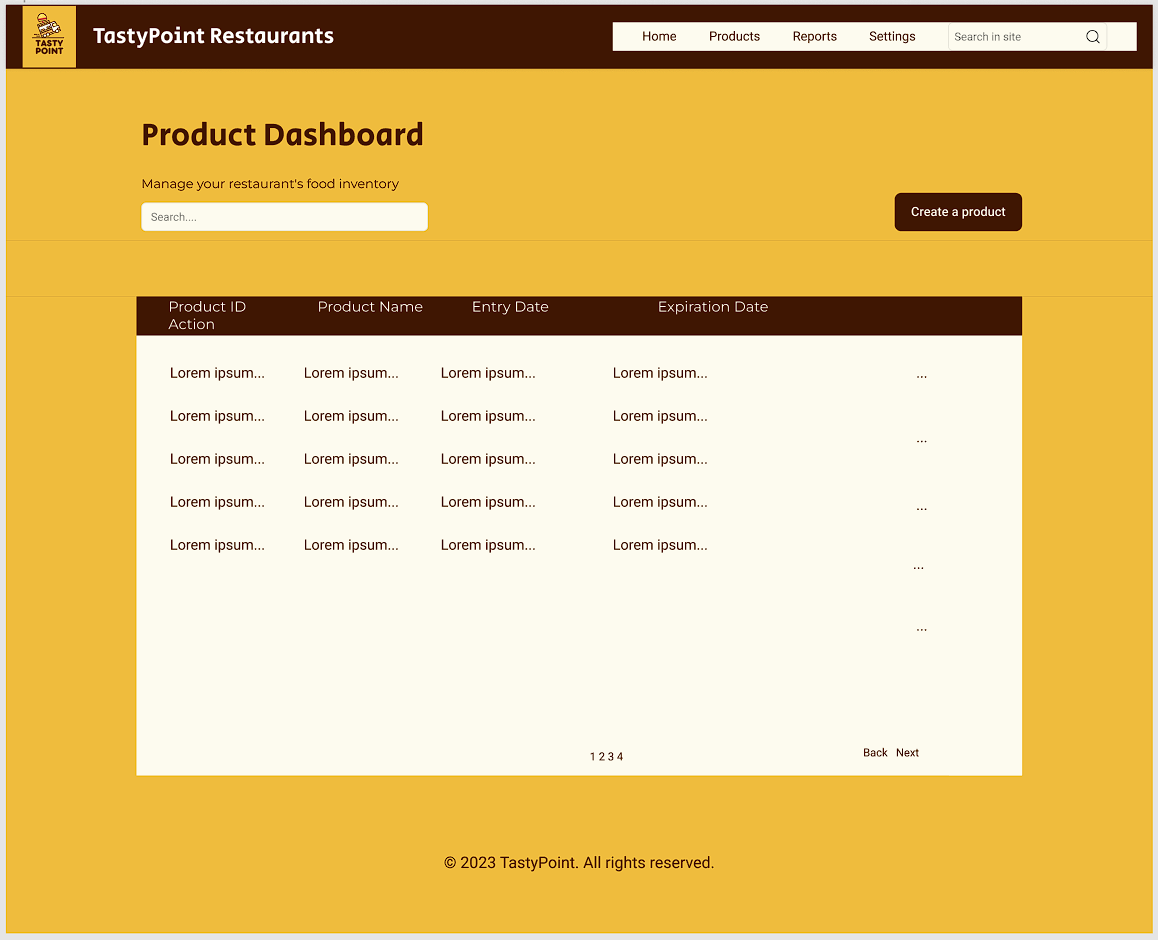 TASTY
POINT
TastyPoint Restaurants
Home Products Reports Settings Search in site
Product Dashboard
Manage your restaurant's food inventory
Search....
Create a product
Product ID Product Name Entry Date Expiration Date
Action
Lorem ipsum... Lorem ipsum... Lorem ipsum... Lorem ipsum... ...
Lorem ipsum... Lorem ipsum... Lorem ipsum... Lorem ipsum... ...
Lorem ipsum... Lorem ipsum... Lorem ipsum... Lorem ipsum... ...
Lorem ipsum... Lorem ipsum... Lorem ipsum... Lorem ipsum... ...
Lorem ipsum... Lorem ipsum... Lorem ipsum... Lorem ipsum... ...
1 2 3 4
Back Next
© 2023 TastyPoint. All rights reserved.